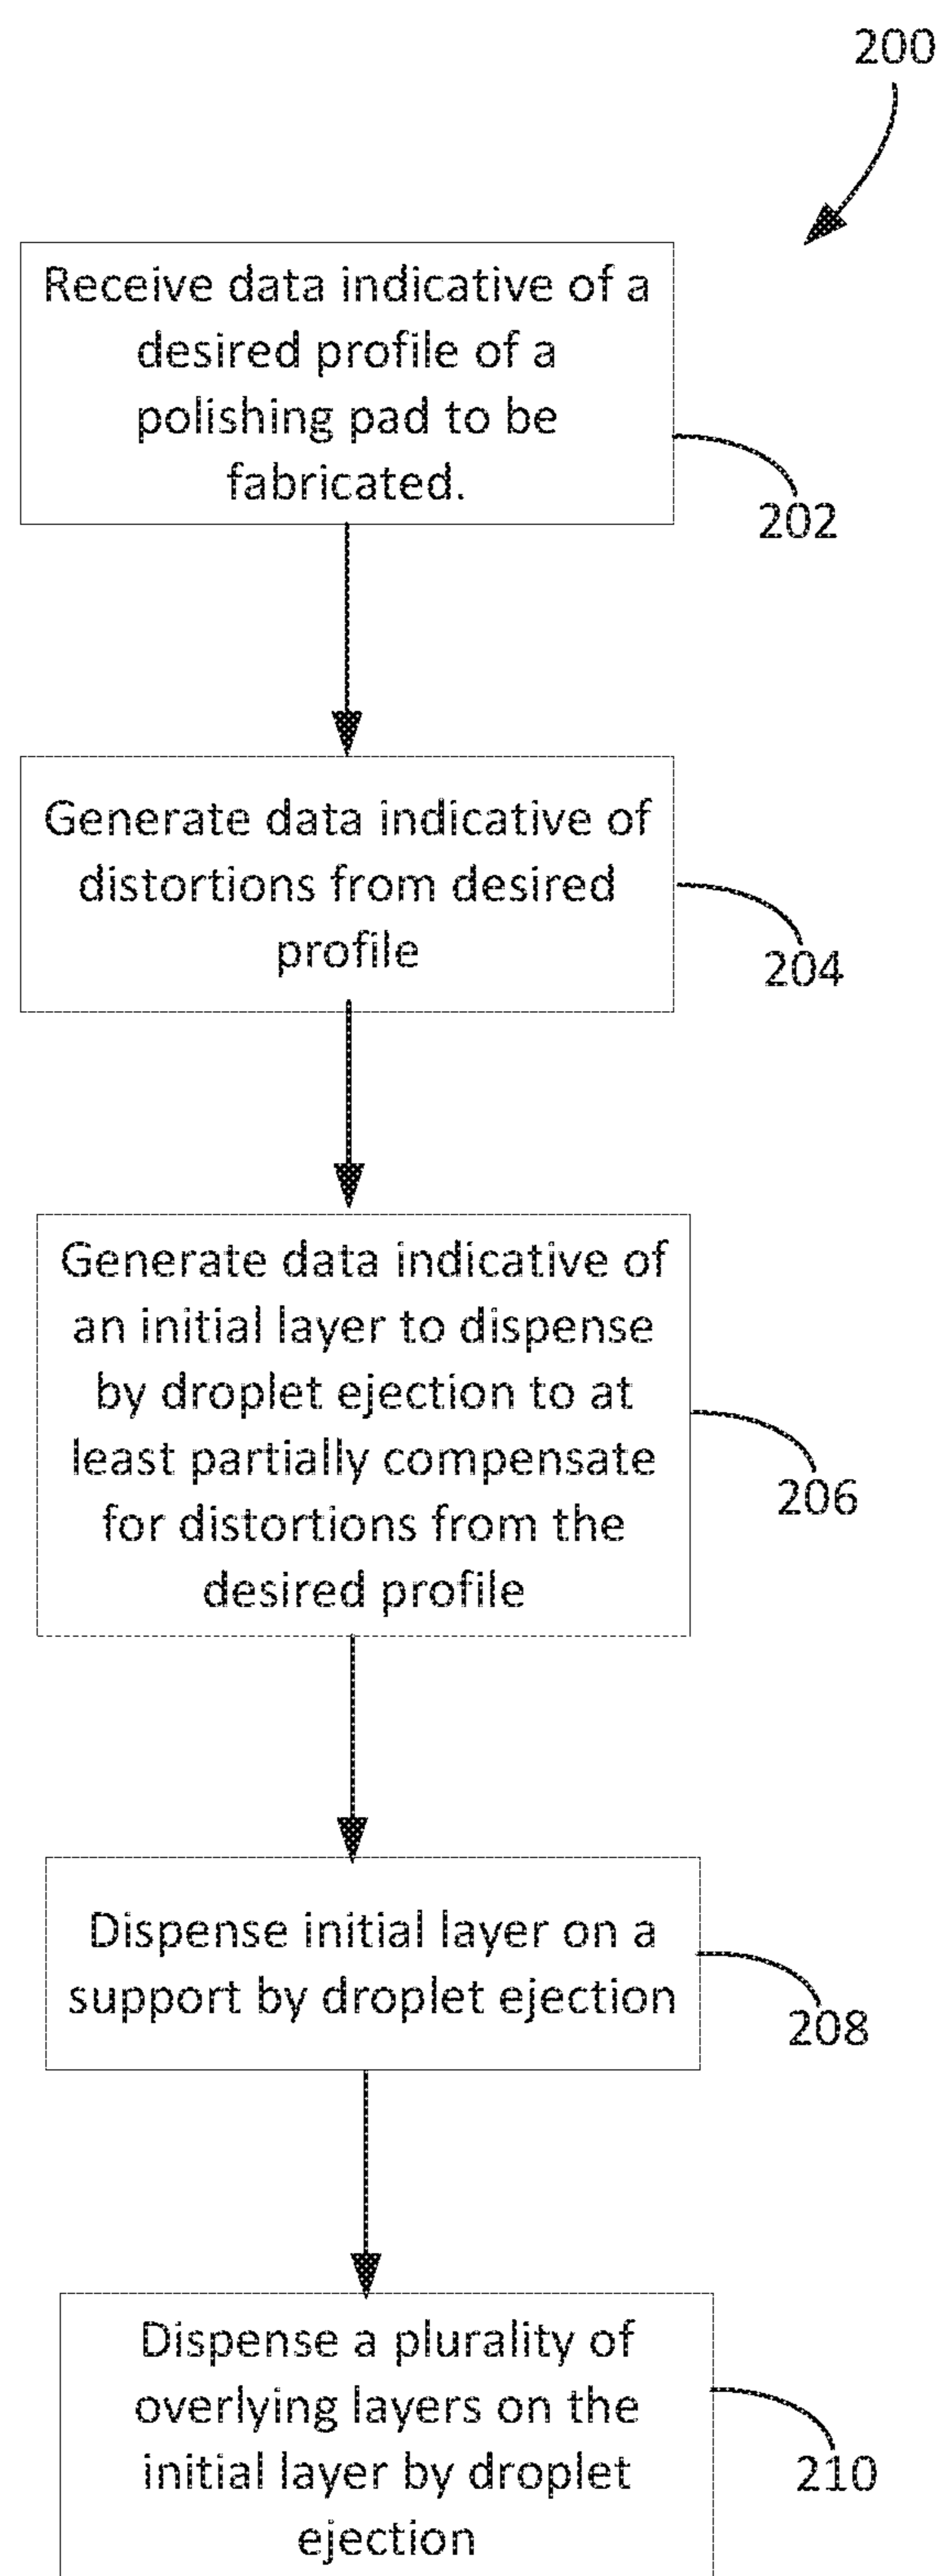 200
Receive data indicative of a
desired profile of a
polishing pad to be
fabricated.
202
Generate data indicative of
distortions from desired
profile
204
Generate data indicative of
an initial layer to dispense
by droplet ejection to at
least partially compensate
for distortions from the
desired profile
206
Dispense initial layer on a
support by droplet ejection
208
Dispense a plurality of
overlying layers on the
initial layer by droplet
ejection
210